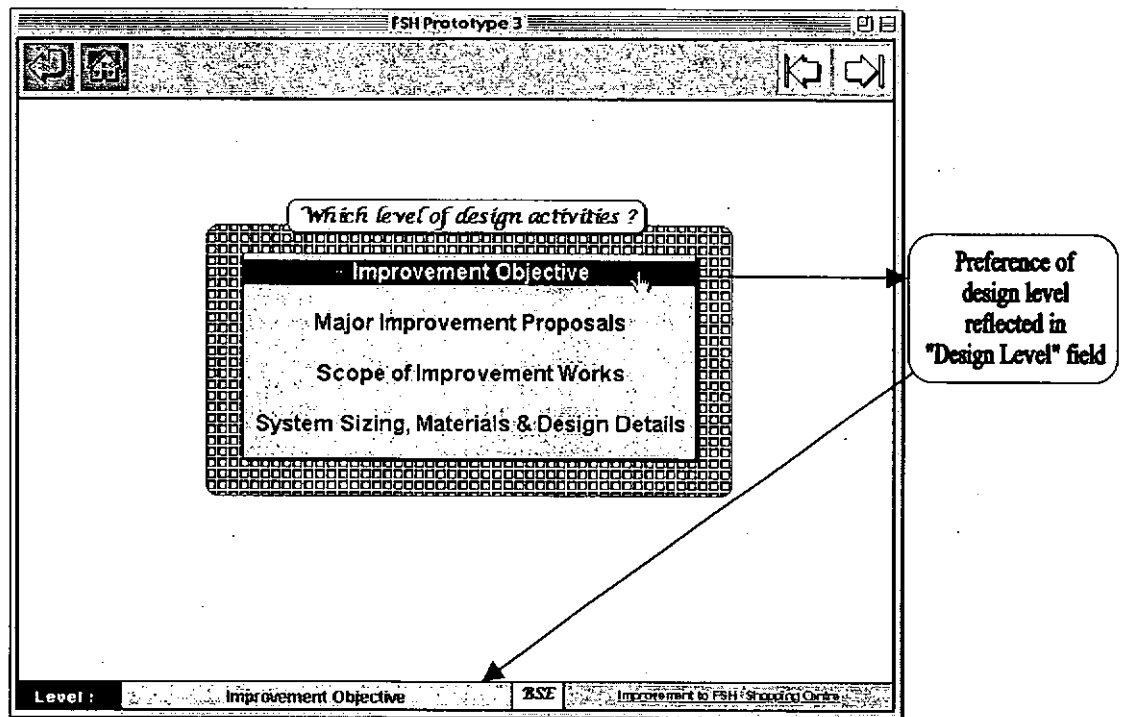 FSH Prototype 3
Which level of design activities ?
Improvement Objective
Major Improvement Proposals
Scope of Improvement Works
System Sizing, Materials & Design Details
Preference of
design level
reflected in
"Design Level" field
Level :
Improvement Objective
BSE
Improvement to FSH Shopping Centre